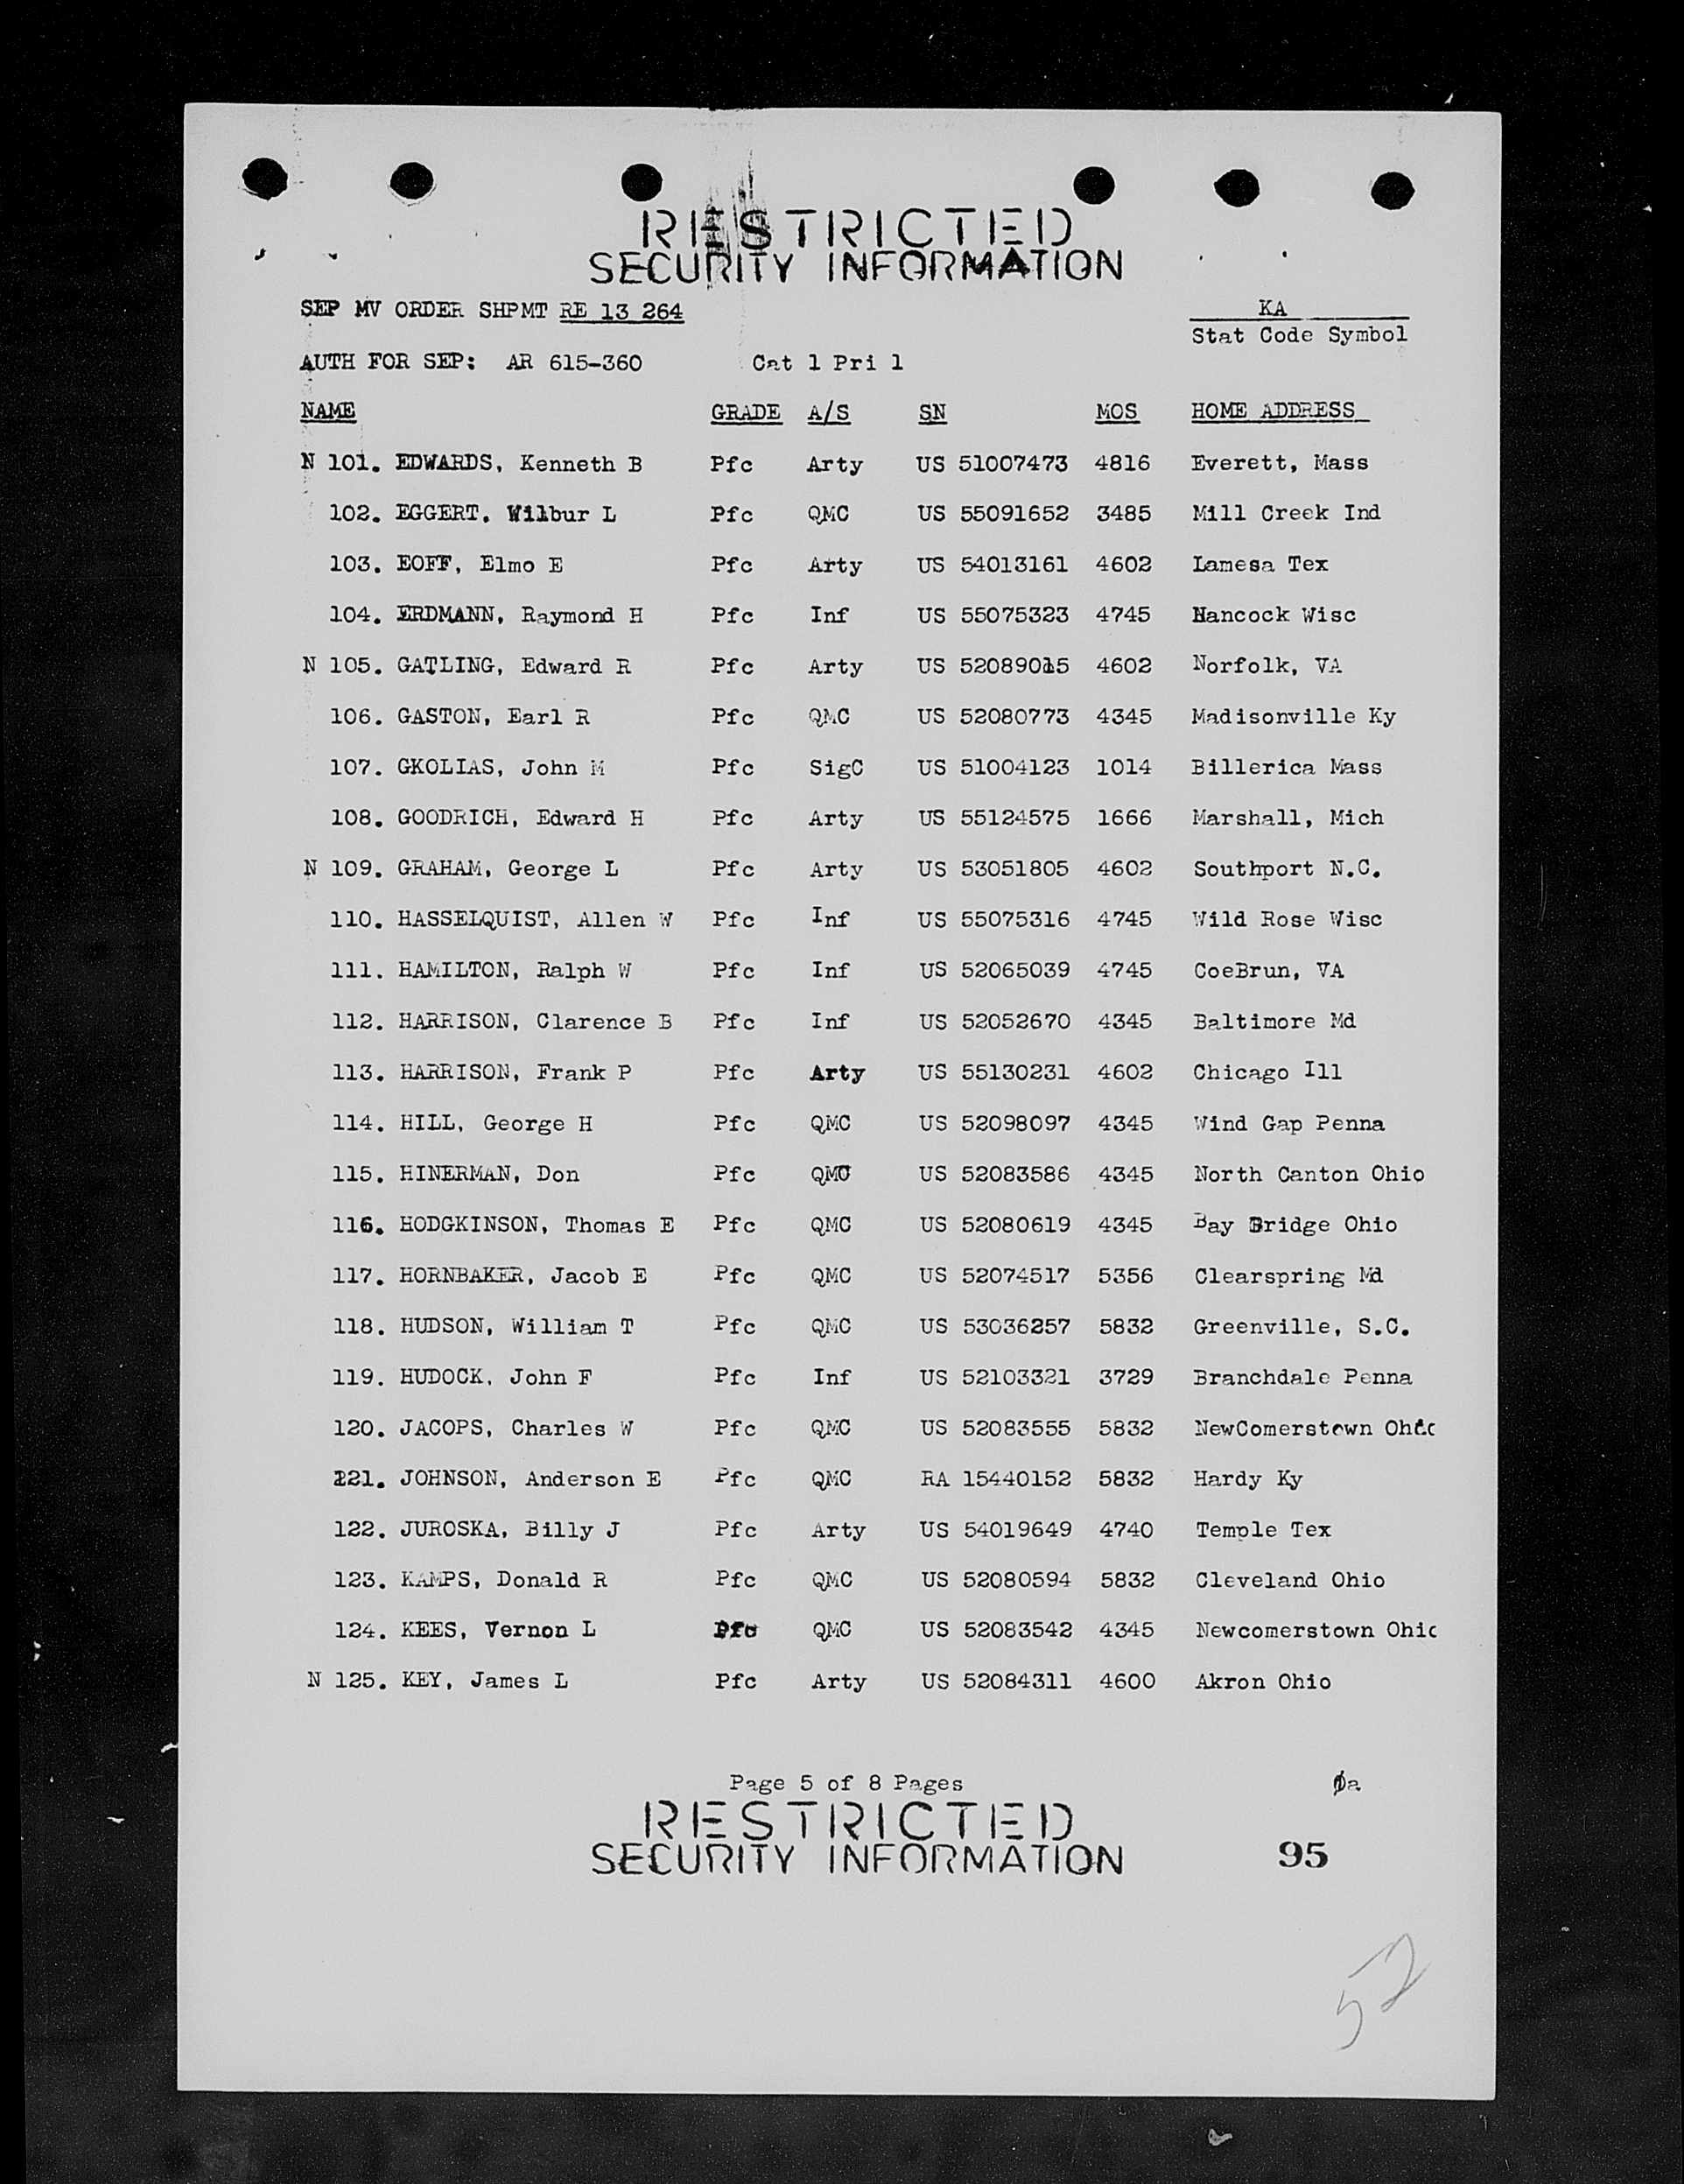 RESTRICTED
SECURITY INFORMATION
SEP MV ORDER SHPMT RE 13 264 KA
Stat Code Symbol
AUTH FOR SEP: AR 615-360 Cat 1 Pri 1
NAME GRADE A/S SN MOS HOME ADDRESS
N 101. EDWARDS, Kenneth B Pfc Arty US 51007473 4816 Everett, Mass
102. EGGERT. Wilbur L Pfc QMC US 55091652 3485 Mill Creek Ind
103. EOFF, Elmo E Pfc Arty US 54013161 4602 Lamesa Tex
104. ERDMANN, Raymond H Pfc Inf US 55075323 4745 Hancock Wisc
N 105. GATLING, Edward R Pfc Arty US 52089015 4602 Norfolk, VA
106. GASTON, Earl R Pfc QMC US 52080773 4345 Madisonville Ky
107. GKOLIAS, John M Pfc SigC US 51004123 1014 Billerica Mass
108. GOODRICH, Edward H Pfc Arty US 55124575 1666 Marshall, Mich
N 109. GRAHAM, George L Pfc Arty US 53051805 4602 Southport N.C.
110. HASSELQUIST, Allen W Pfc Inf US 55075316 4745 Wild Rose Wisc
111. HAMILTON, Ralph W Pfc Inf US 52065039 4745 CoeBrun, VA
112. HARRISON, Clarence B Pfc Inf US 52052670 4345 Baltimore Md
113. HARRISON, Frank P Pfc Arty US 55130231 4602 Chicago Ill
114. HILL, George H Pfc QMC US 52098097 4345 Wind Gap Penna
115. HINERMAN, Don Pfc QMC US 52083586 4345 North Canton Ohio
116. HODGKINSON, Thomas E Pfc QMC US 52080619 4345 Bay Bridge Ohio
117. HORNBAKER, Jacob E Pfc QMC US 52074517 5356 Clearspring Md
118. HUDSON, William T Pfc QMC US 53036257 5832 Greenville, S.C.
119. HUDOCK, John F Pfc Inf US 52103321 3729 Branchdale Penna
120. JACOPS, Charles W Pfc QMC US 52083555 5832 NewComerstown Ohio
121. JOHNSON, Anderson E Pfc QMC RA 15440152 5832 Hardy Ky
122. JUROSKA, Billy J Pfc Arty US 54019649 4740 Temple Tex
123. KAMPS, Donald R Pfc QMC US 52080594 5832 Cleveland Ohio
124. KEES, Vernon L Pfc QMC US 52083542 4345 Newcomerstown Ohio
N 125. KEY, James L Pfc Arty US 52084311 4600 Akron Ohio
Page 5 of 8 Pages
RESTRICTED
SECURITY INFORMATION
95
52